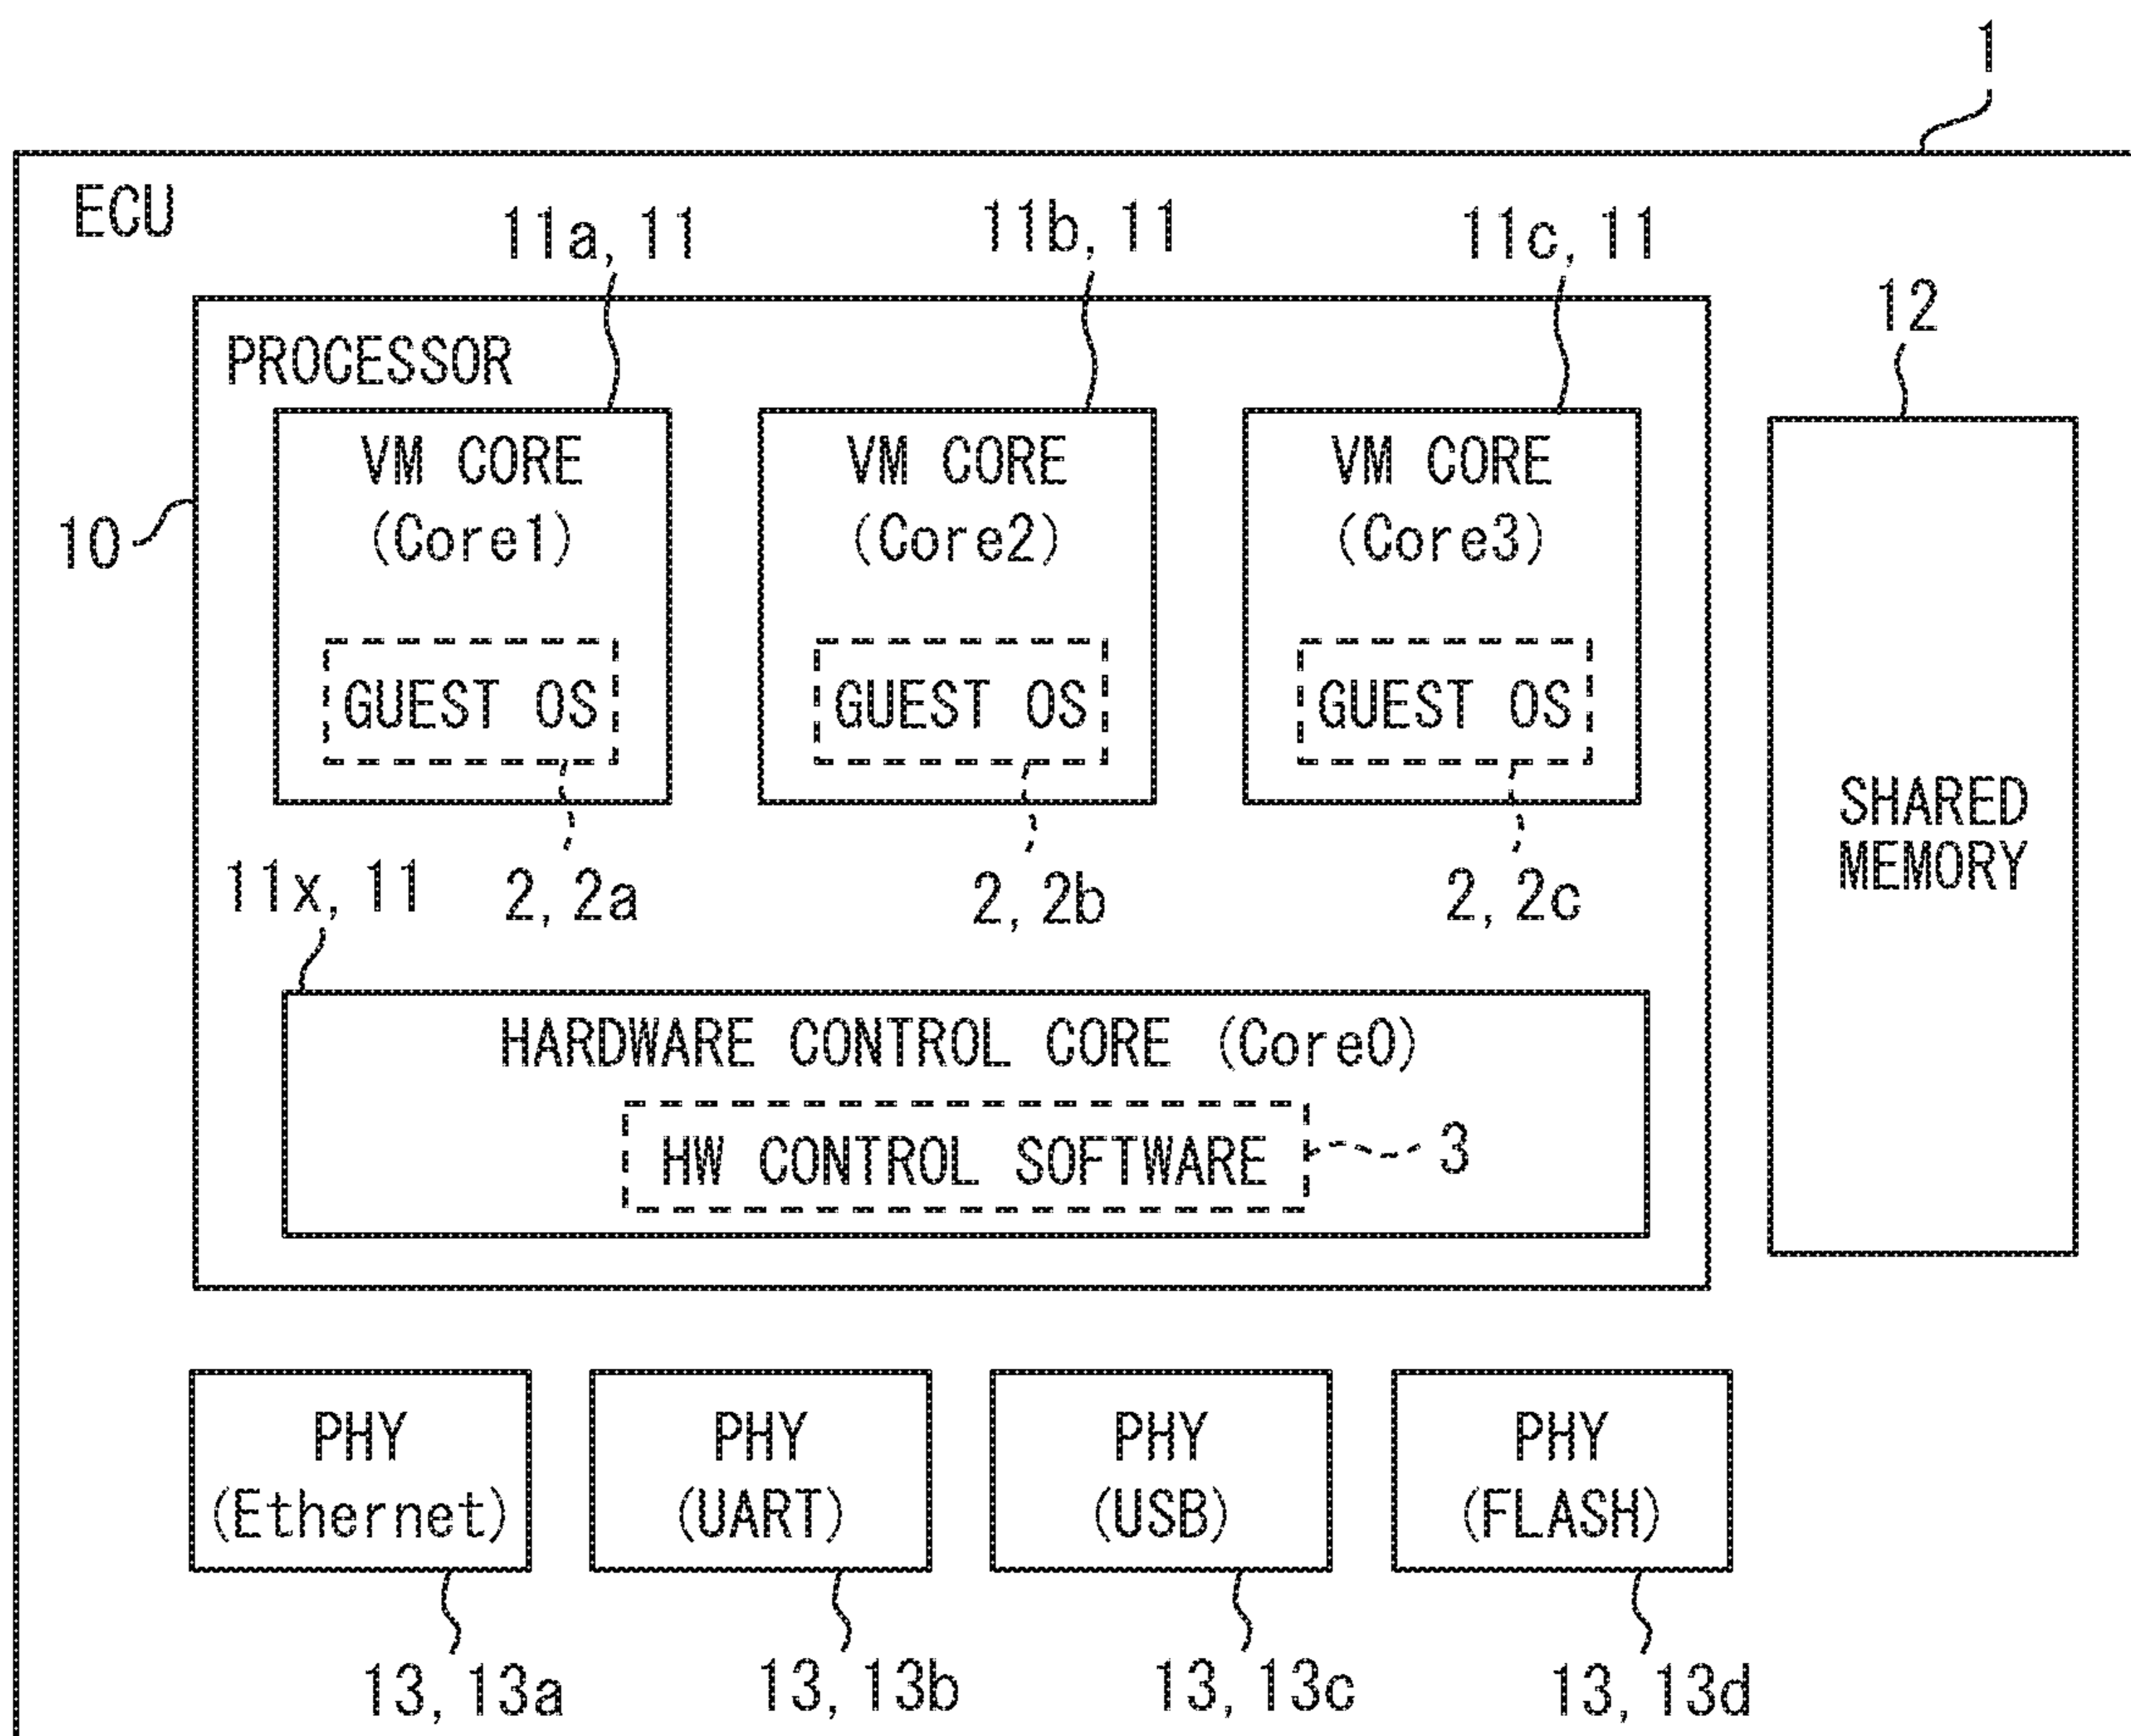 1
ECU
11a, 11
11b, 11
11c, 11
12
PROCESSOR
10
VM CORE
(Core1)
GUEST OS
2, 2a
VM CORE
(Core2)
GUEST OS
2, 2b
VM CORE
(Core3)
GUEST OS
2, 2c
SHARED
MEMORY
11x, 11
HARDWARE CONTROL CORE (Core0)
HW CONTROL SOFTWARE
3
PHY
(Ethernet)
13, 13a
PHY
(UART)
13, 13b
PHY
(USB)
13, 13c
PHY
(FLASH)
13, 13d